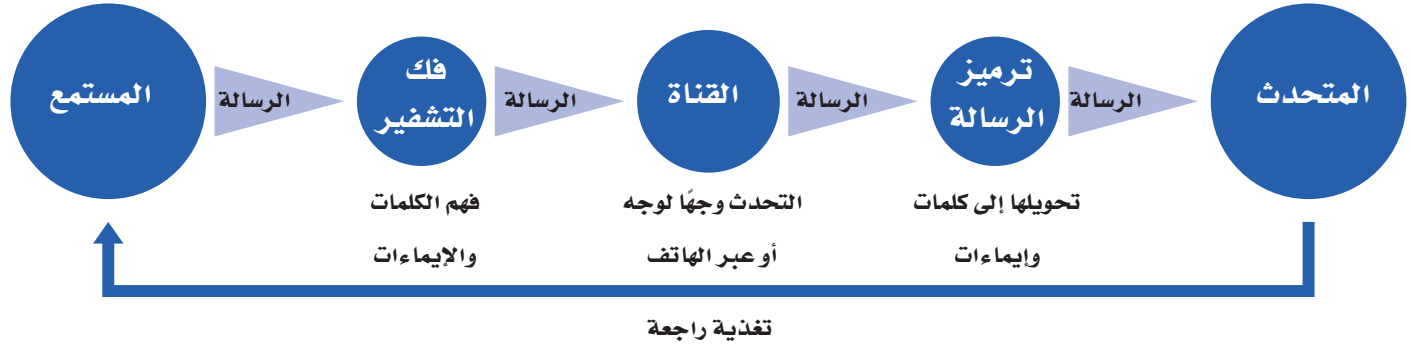 المتحدث
الرسالة
ترميز
الرسالة
تحويلها إلى كلمات
وإيماءات
الرسالة
القناة
التحدث وجهًا لوجه
أو عبر الهاتف
الرسالة
فك
التشفير
فهم الكلمات
والإيماءات
الرسالة
المستمع
تغذية راجعة